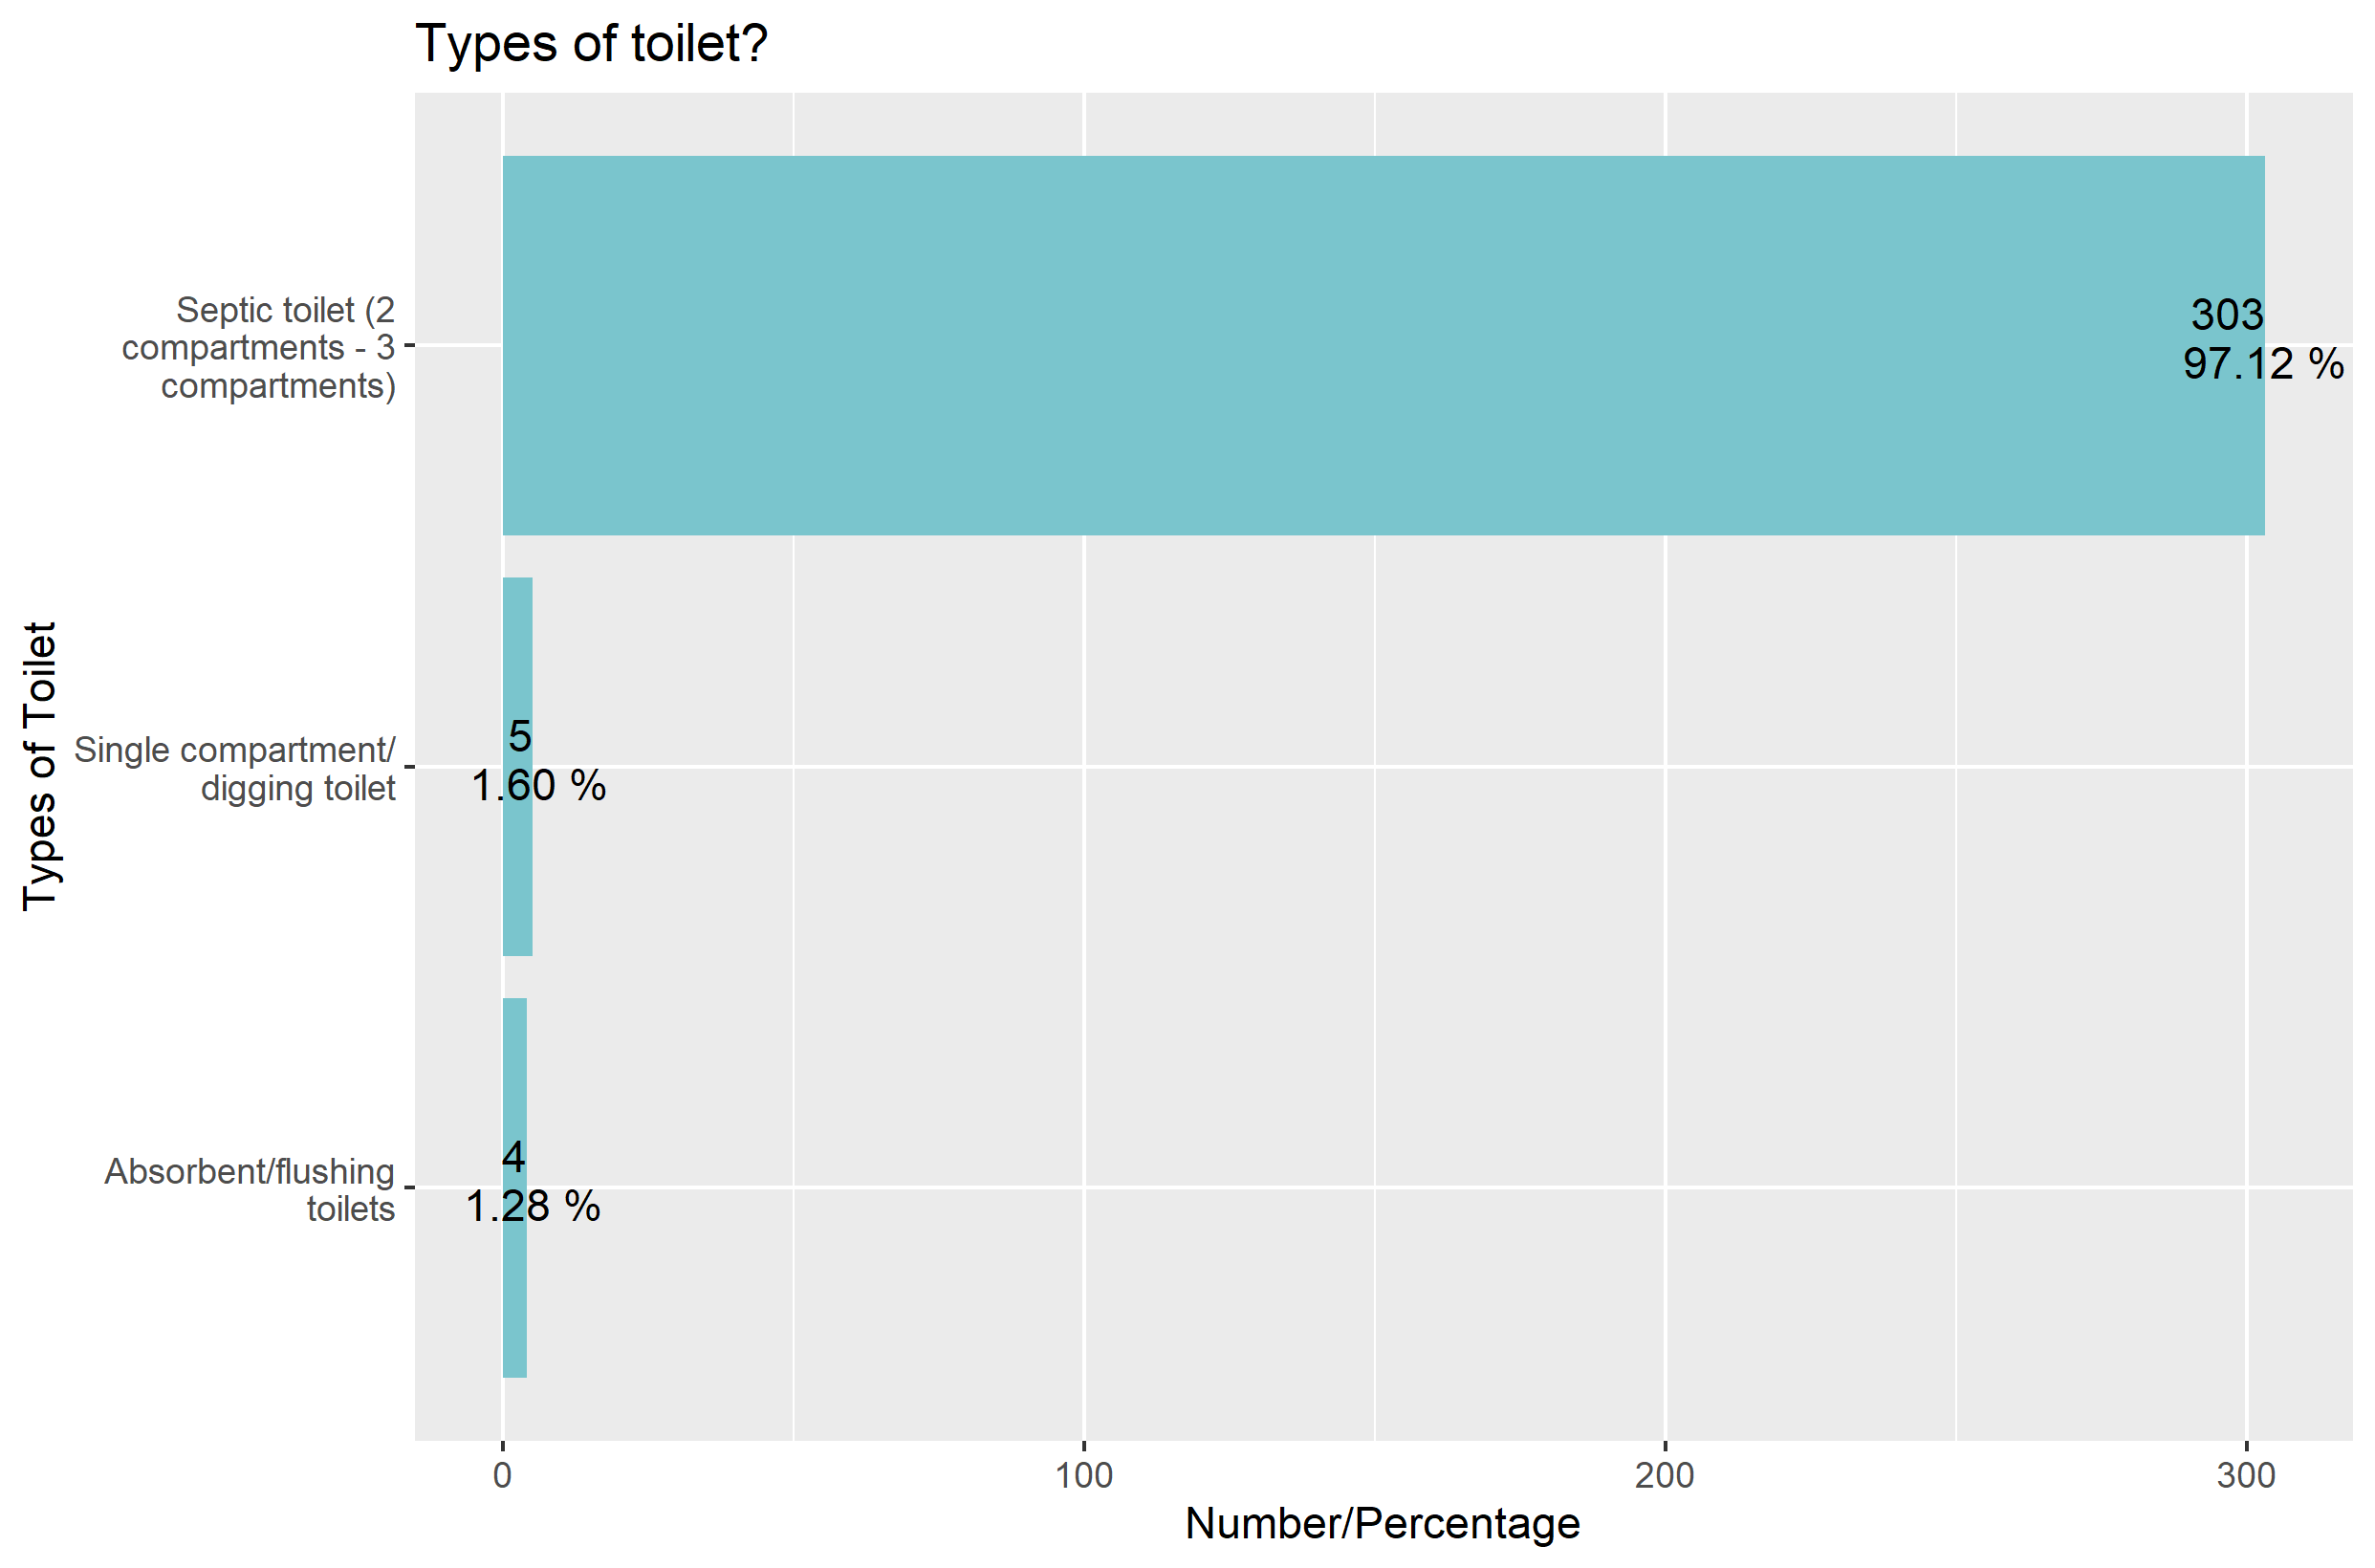 Types of toilet?
Types of Toilet
Septic toilet (2
compartments - 3
compartments)
303
97.12 %
Single compartment/
digging toilet
5
1.60 %
Absorbent/flushing
toilets
4
1.28 %
0 100 200 300
Number/Percentage